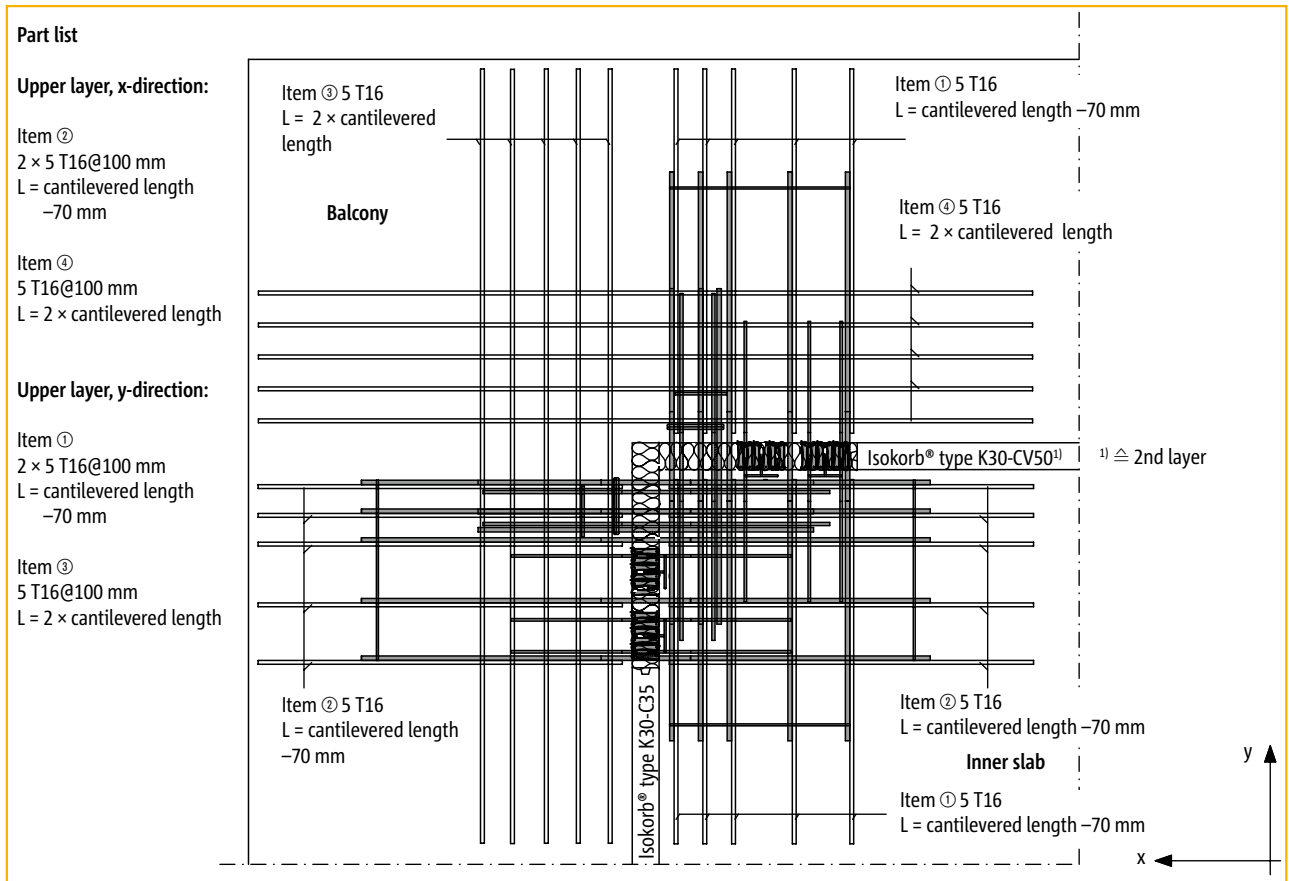 Part list
Upper layer, x-direction:
Item ②
2 × 5 T16@100 mm
L = cantilevered length
–70 mm
Item ④
5 T16@100 mm
L = 2 × cantilevered length
Upper layer, y-direction:
Item ①
2 × 5 T16@100 mm
L = cantilevered length
–70 mm
Item ③
5 T16@100 mm
L = 2 × cantilevered length
Item ③ 5 T16
L = 2 × cantilevered
length
Balcony
Item ① 5 T16
L = cantilevered length –70 mm
Item ④ 5 T16
L = 2 × cantilevered length
Isokorb® type K30-CV50¹⁾
¹⁾ ≙ 2nd layer
Isokorb® type K30-C35
Item ② 5 T16
L = cantilevered length
–70 mm
Item ② 5 T16
L = cantilevered length –70 mm
Inner slab
Item ① 5 T16
L = cantilevered length –70 mm
y
x